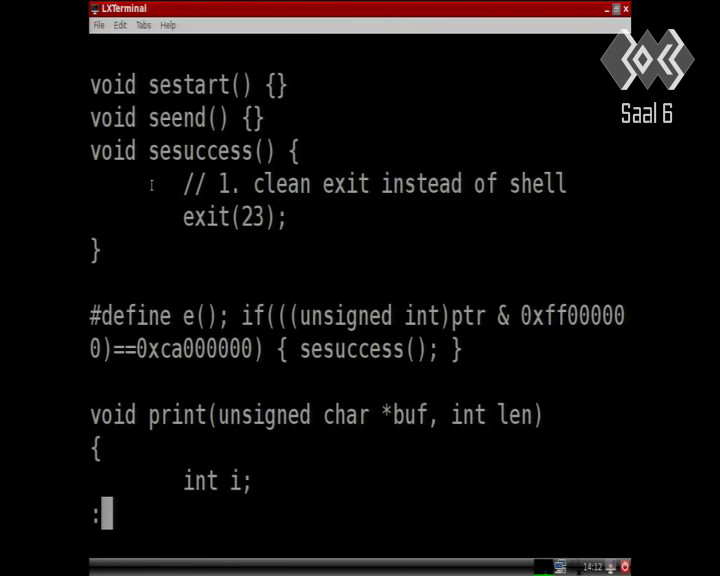 LXTerminal
File Edit Tabs Help
Saal 6
void sestart() {}
void seend() {}
void sesuccess() {
// 1. clean exit instead of shell
exit(23);
}
#define e(); if(((unsigned int)ptr & 0xff00000
0)==0xca000000) { sesuccess(); }
void print(unsigned char *buf, int len)
{
int i;
:
14:12